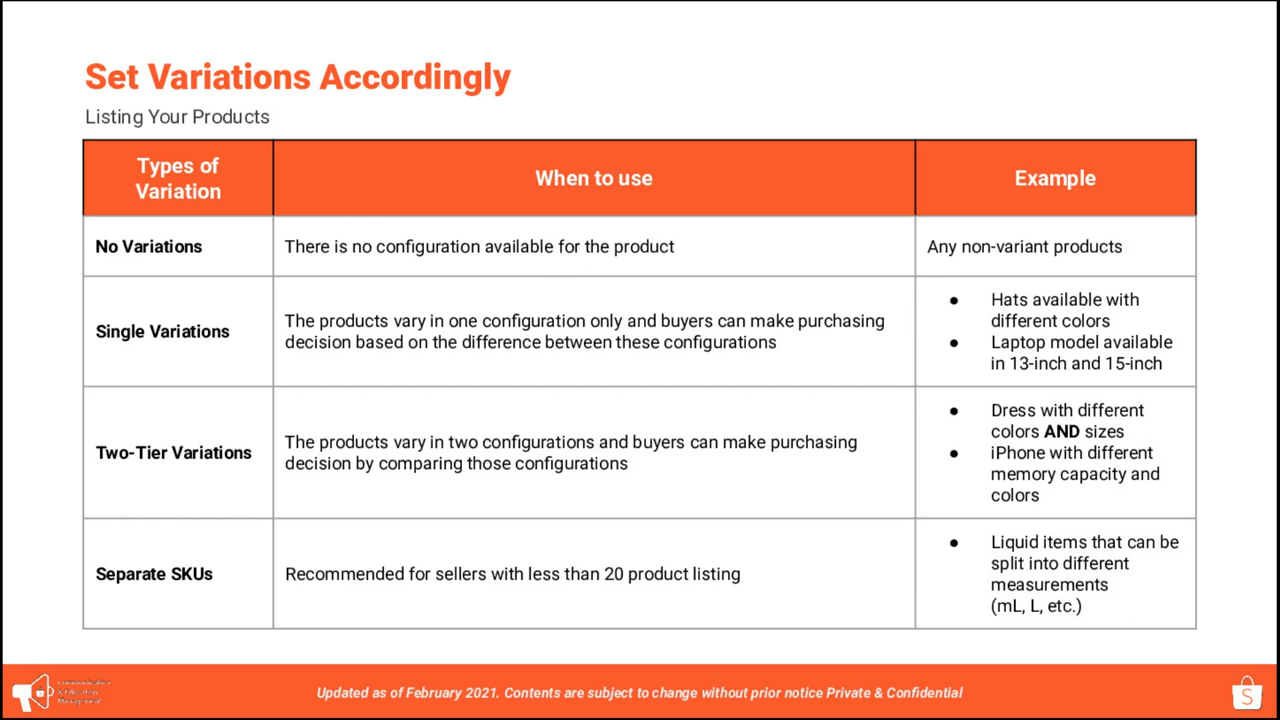 Set Variations Accordingly
Listing Your Products
Types of
Variation
When to use
Example
No Variations
There is no configuration available for the product
Any non-variant products
Single Variations
The products vary in one configuration only and buyers can make purchasing
decision based on the difference between these configurations
● Hats available with
different colors
● Laptop model available
in 13-inch and 15-inch
Two-Tier Variations
The products vary in two configurations and buyers can make purchasing
decision by comparing those configurations
● Dress with different
colors AND sizes
● iPhone with different
memory capacity and
colors
Separate SKUs
Recommended for sellers with less than 20 product listing
● Liquid items that can be
split into different
measurements
(mL, L, etc.)
Updated as of February 2021. Contents are subject to change without prior notice Private & Confidential
S